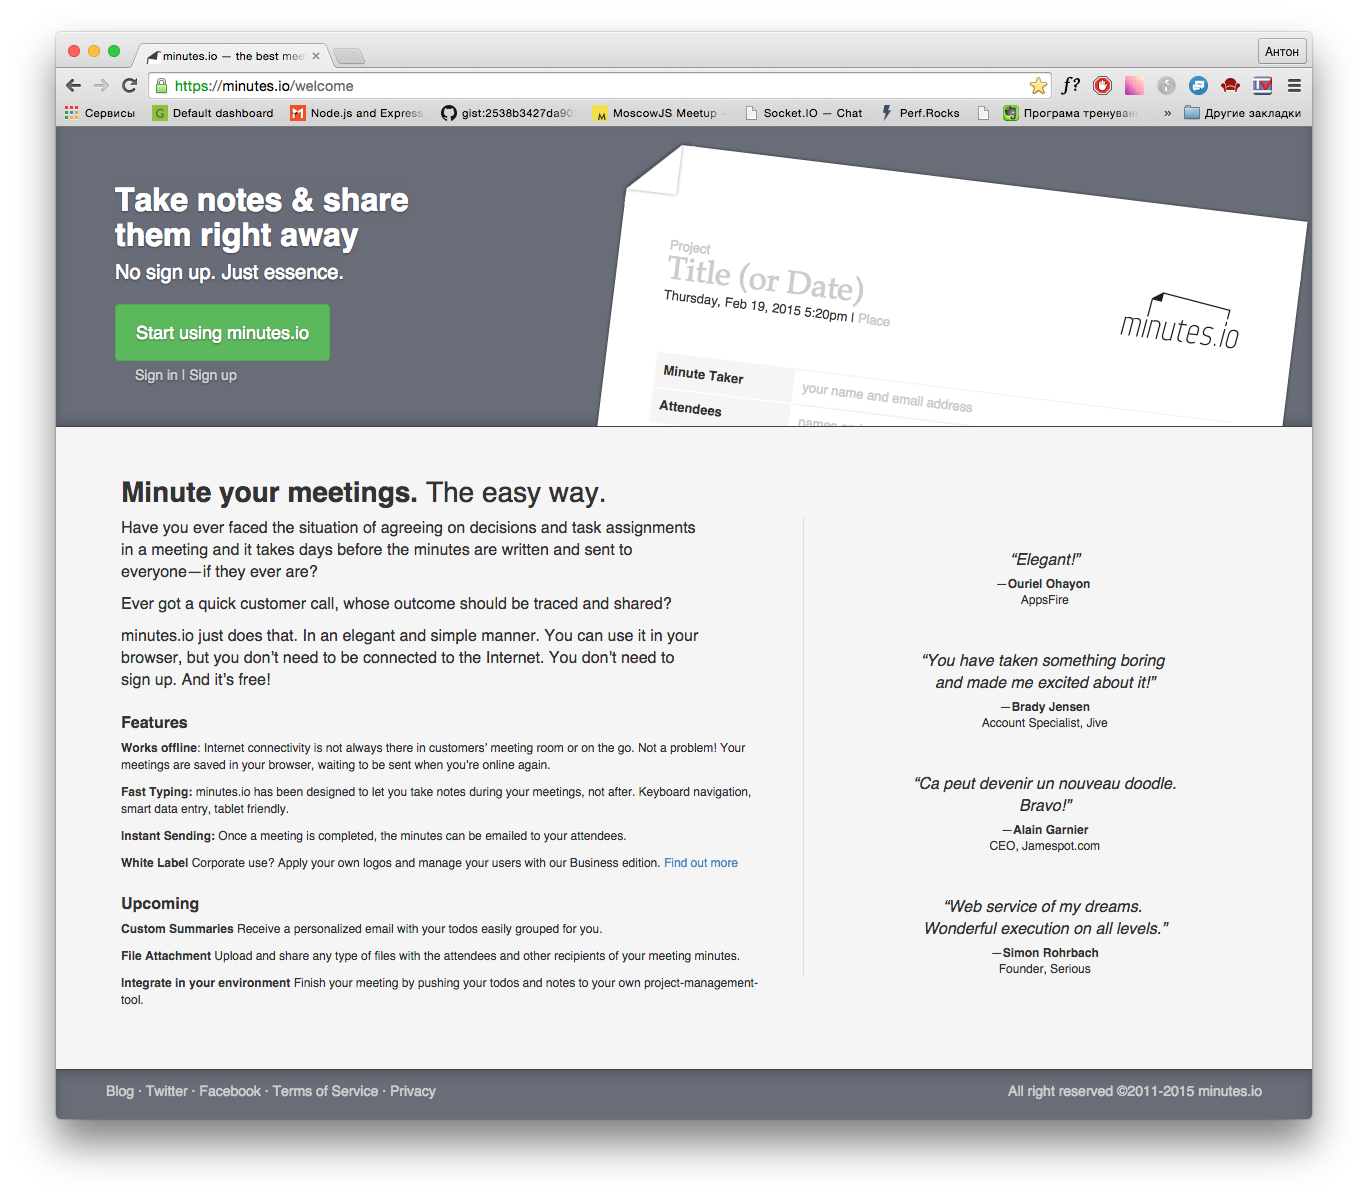 minutes.io — the best mee
Антон
https://minutes.io/welcome
f?
Сервисы
Default dashboard
Node.js and Express
gist:2538b3427da90
MoscowJS Meetup
Socket.IO — Chat
Perf.Rocks
Програма тренуван
»
Другие закладки
Take notes & share
them right away
No sign up. Just essence.
Start using minutes.io
Sign in | Sign up
Project
Title (or Date)
Thursday, Feb 19, 2015 5:20pm | Place
minutes.io
Minute Taker
your name and email address
Attendees
Minute your meetings. The easy way.
Have you ever faced the situation of agreeing on decisions and task assignments
in a meeting and it takes days before the minutes are written and sent to
everyone—if they ever are?
Ever got a quick customer call, whose outcome should be traced and shared?
minutes.io just does that. In an elegant and simple manner. You can use it in your
browser, but you don’t need to be connected to the Internet. You don’t need to
sign up. And it’s free!
Features
Works offline: Internet connectivity is not always there in customers’ meeting room or on the go. Not a problem! Your
meetings are saved in your browser, waiting to be sent when you’re online again.
Fast Typing: minutes.io has been designed to let you take notes during your meetings, not after. Keyboard navigation,
smart data entry, tablet friendly.
Instant Sending: Once a meeting is completed, the minutes can be emailed to your attendees.
White Label Corporate use? Apply your own logos and manage your users with our Business edition. Find out more
Upcoming
Custom Summaries Receive a personalized email with your todos easily grouped for you.
File Attachment Upload and share any type of files with the attendees and other recipients of your meeting minutes.
Integrate in your environment Finish your meeting by pushing your todos and notes to your own project-management-
tool.
“Elegant!”
—Ouriel Ohayon
AppsFire
“You have taken something boring
and made me excited about it!”
—Brady Jensen
Account Specialist, Jive
“Ca peut devenir un nouveau doodle.
Bravo!”
—Alain Garnier
CEO, Jamespot.com
“Web service of my dreams.
Wonderful execution on all levels.”
—Simon Rohrbach
Founder, Serious
Blog · Twitter · Facebook · Terms of Service · Privacy
All right reserved ©2011-2015 minutes.io